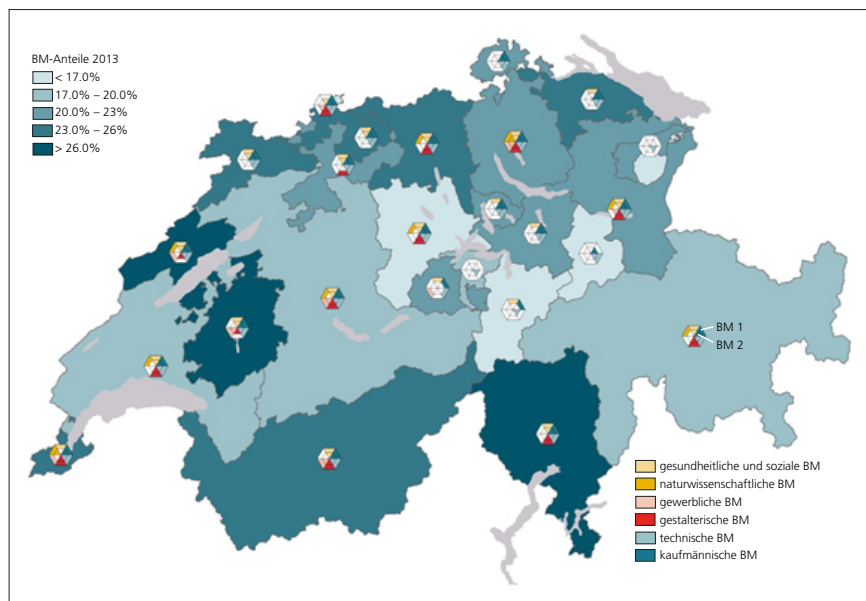 BM-Anteile 2013
< 17.0%
17.0% – 20.0%
20.0% – 23%
23.0% – 26%
> 26.0%
BM 1
BM 2
gesundheitliche und soziale BM
naturwissenschaftliche BM
gewerbliche BM
gestalterische BM
technische BM
kaufmännische BM